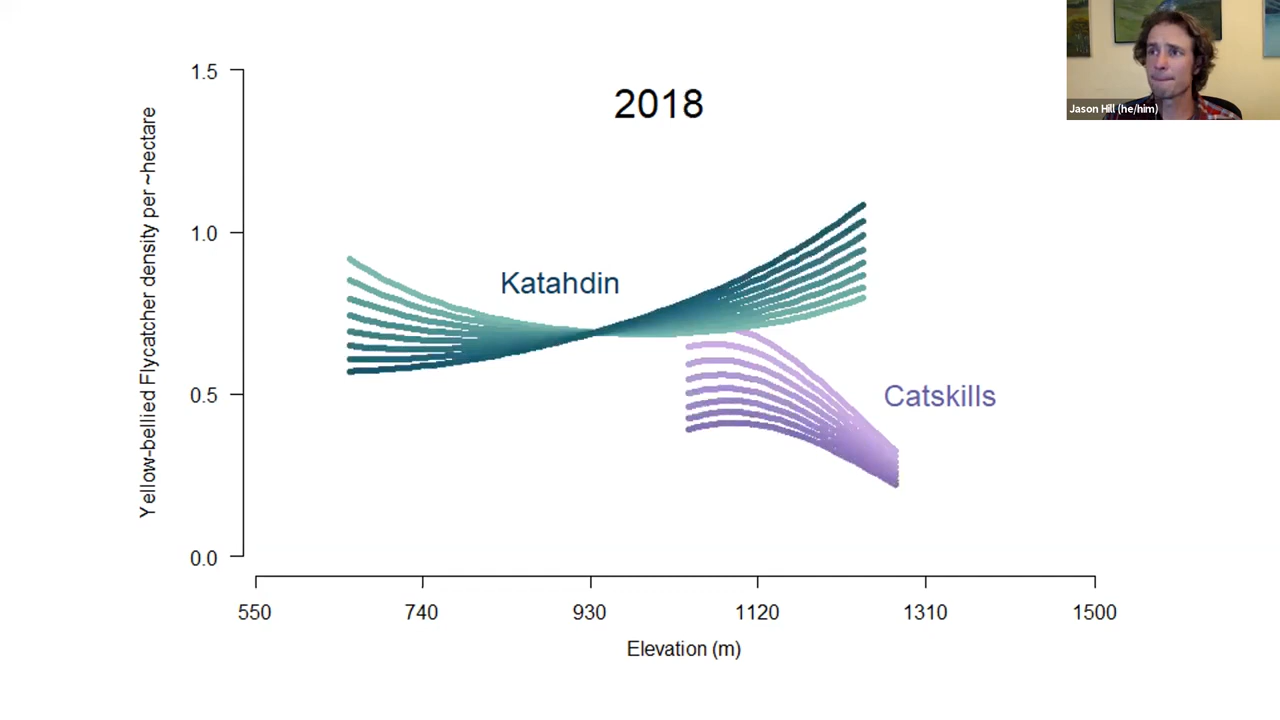 Jason Hill (he/him)
2018
Yellow-bellied Flycatcher density per ~hectare
1.5
1.0
0.5
0.0
Katahdin
Catskills
550 740 930 1120 1310 1500
Elevation (m)